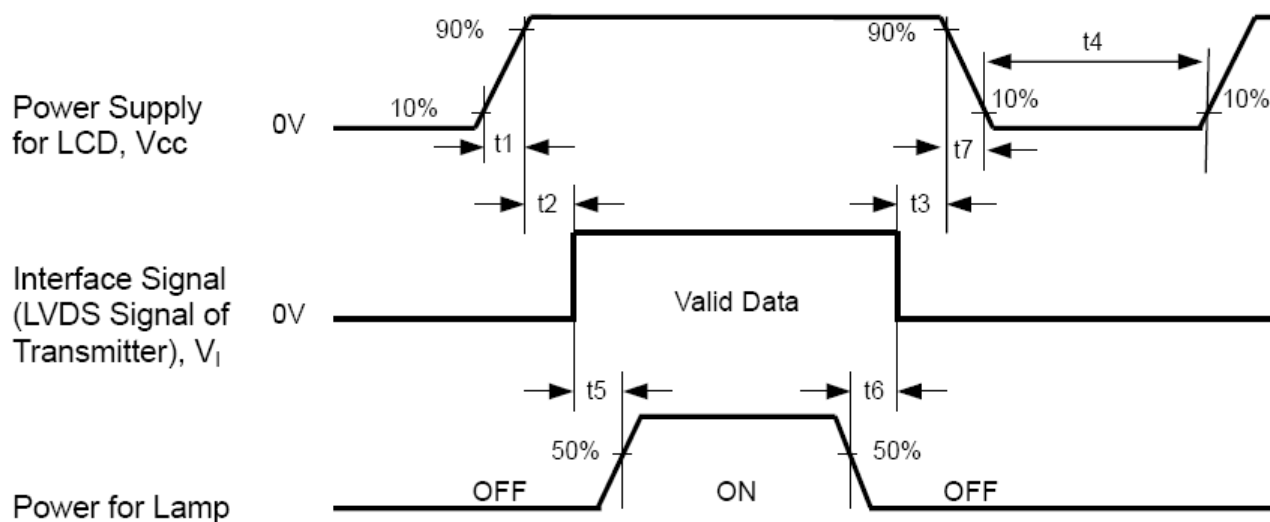 90%
90%
t4
Power Supply
for LCD, Vcc
0V
10%
10%
10%
t1
t7
t2
t3
Interface Signal
(LVDS Signal of
Transmitter), VI
0V
Valid Data
t5
t6
50%
50%
Power for Lamp
OFF
ON
OFF